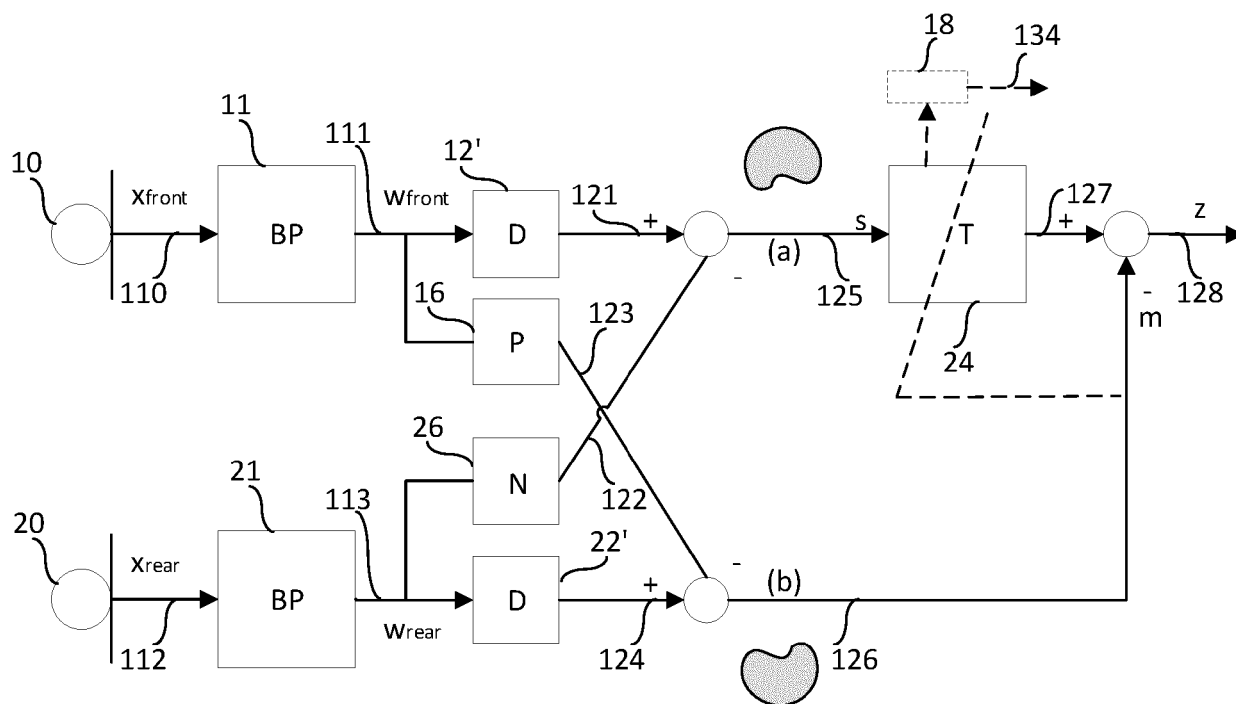 18
134
11
111
12'
10
Xfront
Wfront
121
+
127
+
z
BP
D
s
T
(a)
-
110
125
128
16
123
-
m
P
24
26
N
21
113
122
20
22'
Xrear
+
-
(b)
BP
D
112
Wrear
124
126